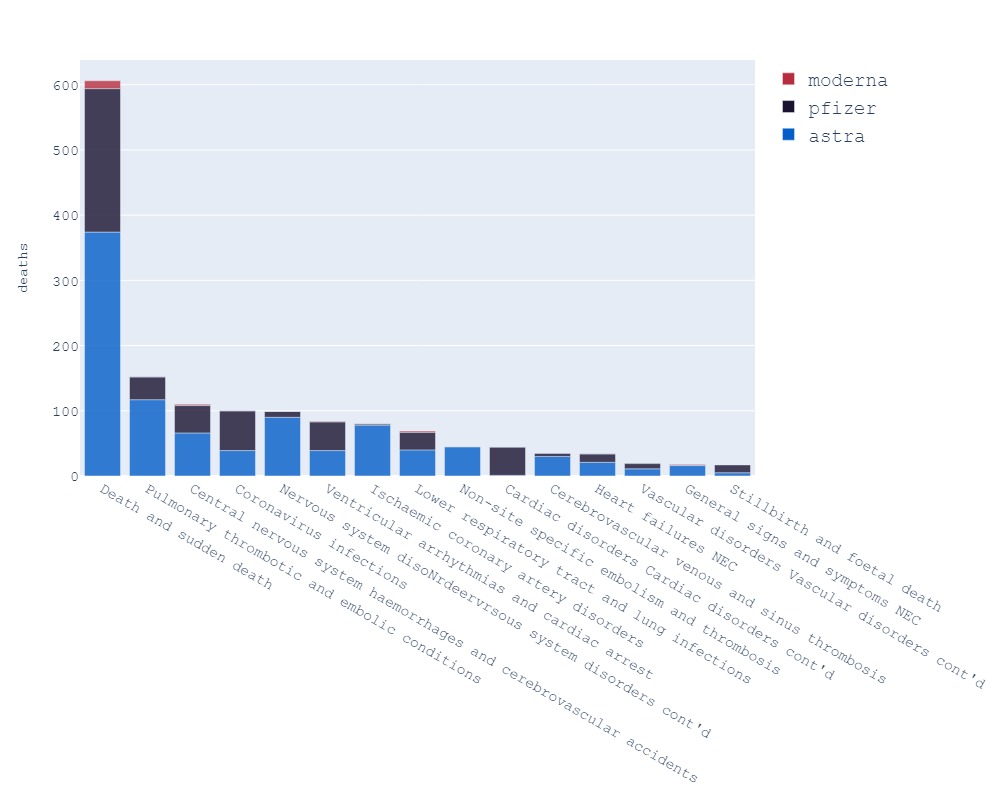 600
500
400
300
200
100
0
deaths
moderna
pfizer
astra
Death and sudden death
Pulmonary thrombotic and embolic conditions
Central nervous system haemorrhages and cerebrovascular accidents
Coronavirus infections
Nervous system disoNrdeervrsous system disorders cont'd
Ventricular arrhythmias and cardiac arrest
Ischaemic coronary artery disorders
Lower respiratory tract and lung infections
Non-site specific embolism and thrombosis
Cardiac disorders Cardiac disorders cont'd
Cerebrovascular venous and sinus thrombosis
Heart failures NEC
Vascular disorders Vascular disorders cont'd
General signs and symptoms NEC
Stillbirth and foetal death